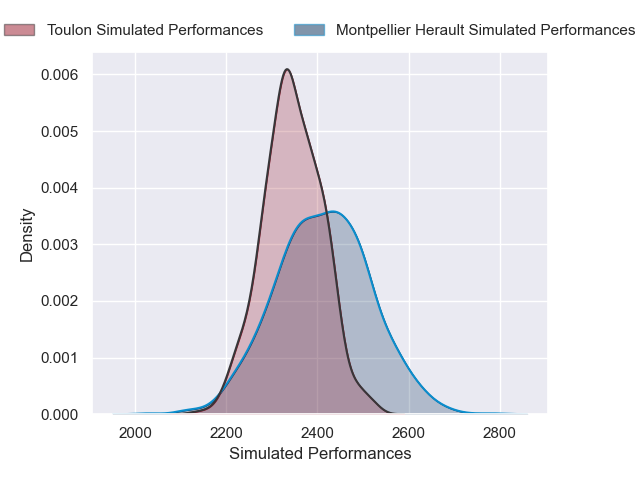 Toulon Simulated Performances
Montpellier Herault Simulated Performances
0.006
0.005
0.004
0.003
0.002
0.001
0.000
Density
2000 2200 2400 2600 2800
Simulated Performances